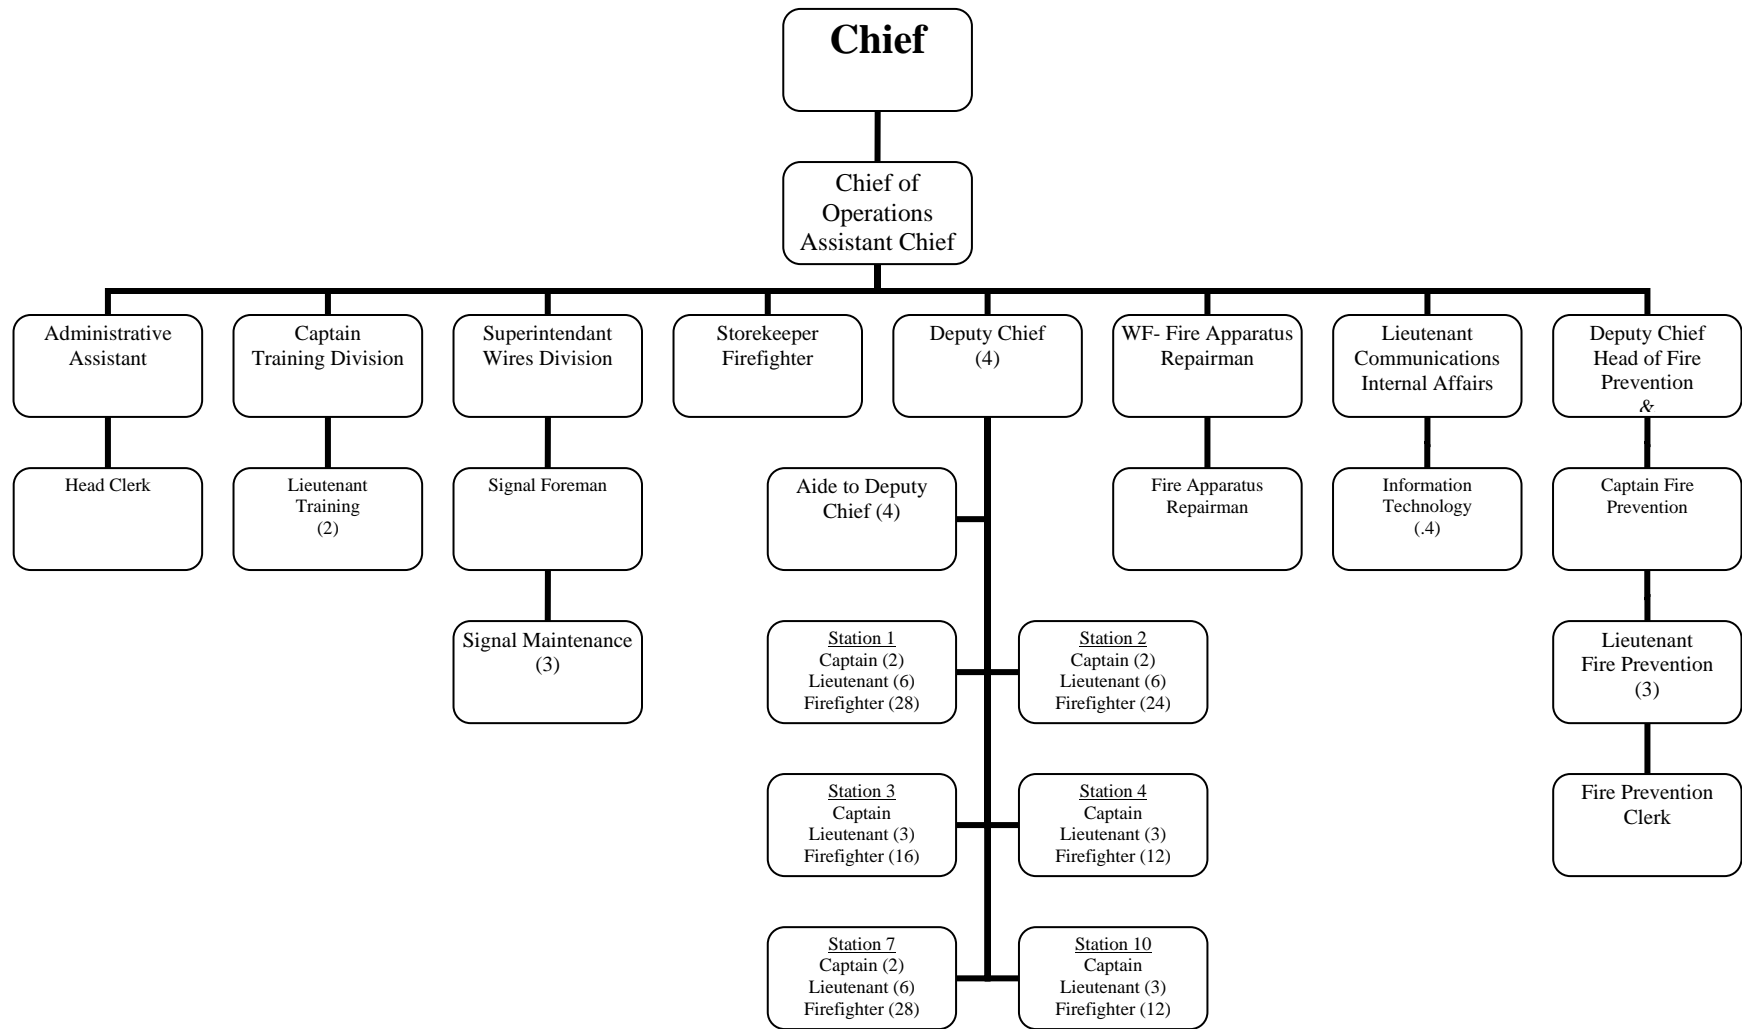 Chief
Chief of
Operations
Assistant Chief
Administrative
Assistant
Captain
Training Division
Superintendant
Wires Division
Storekeeper
Firefighter
Deputy Chief
(4)
WF- Fire Apparatus
Repairman
Lieutenant
Communications
Internal Affairs
Deputy Chief
Head of Fire
Prevention
&
Head Clerk
Lieutenant
Training
(2)
Signal Foreman
Aide to Deputy
Chief (4)
Fire Apparatus
Repairman
Information
Technology
(.4)
Captain Fire
Prevention
Signal Maintenance
(3)
Station 1
Captain (2)
Lieutenant (6)
Firefighter (28)
Station 2
Captain (2)
Lieutenant (6)
Firefighter (24)
Lieutenant
Fire Prevention
(3)
Station 3
Captain
Lieutenant (3)
Firefighter (16)
Station 4
Captain
Lieutenant (3)
Firefighter (12)
Fire Prevention
Clerk
Station 7
Captain (2)
Lieutenant (6)
Firefighter (28)
Station 10
Captain
Lieutenant (3)
Firefighter (12)